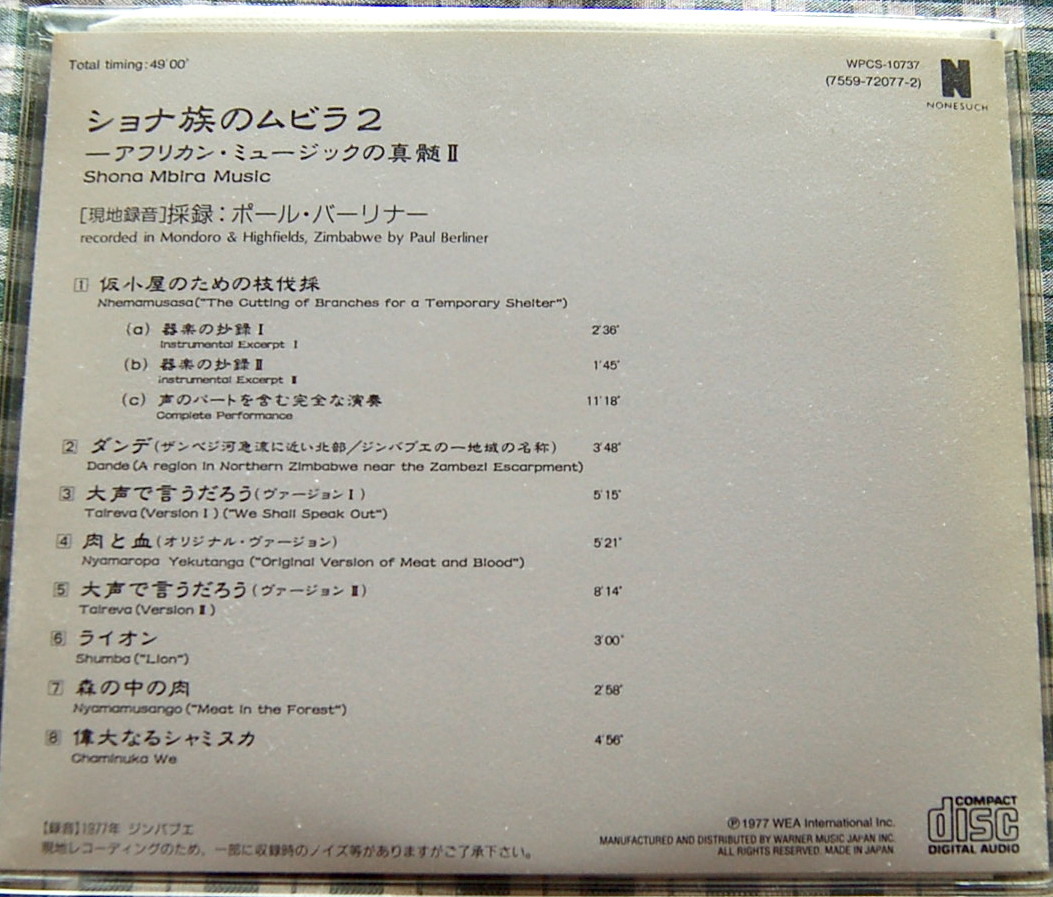 Total timing:49'00"
WPCS-10737
(7559-72077-2)
N
NONESUCH
ショナ族のムビラ2
―アフリカン・ミュージックの真髄Ⅱ
Shona Mbira Music
[現地録音]採録:ポール・バーリナー
recorded in Mondoro & Highfields, Zimbabwe by Paul Berliner
1 仮小屋のための枝伐採
Nhemamusasa("The Cutting of Branches for a Temporary Shelter")
(a) 器楽の抄録Ⅰ 2'36"
Instrumental Excerpt Ⅰ
(b) 器楽の抄録Ⅱ 1'45"
Instrumental Excerpt Ⅱ
(c) 声のパートを含む完全な演奏 11'18"
Complete Performance
2 ダンデ(ザンベジ河急流に近い北部/ジンバブエの一地域の名称) 3'48"
Dande(A region in Northern Zimbabwe near the Zambezi Escarpment)
3 大声で言うだろう(ヴァージョンⅠ) 5'15"
Taireva(Version Ⅰ)("We Shall Speak Out")
4 肉と血(オリジナル・ヴァージョン) 5'21"
Nyamaropa Yekutanga ("Original Version of Meat and Blood")
5 大声で言うだろう(ヴァージョンⅡ) 8'14"
Taireva(Version Ⅱ)
6 ライオン 3'00"
Shumba("Lion")
7 森の中の肉 2'58"
Nyamamusango("Meat in the Forest")
8 偉大なるシャミヌカ 4'56"
Chaminuka We
【録音】1977年 ジンバブエ
現地レコーディングのため、一部に収録時のノイズ等がありますがご了承下さい。
Ⓟ1977 WEA International Inc.
MANUFACTURED AND DISTRIBUTED BY WARNER MUSIC JAPAN INC.
ALL RIGHTS RESERVED. MADE IN JAPAN.
COMPACT
disc
DIGITAL AUDIO